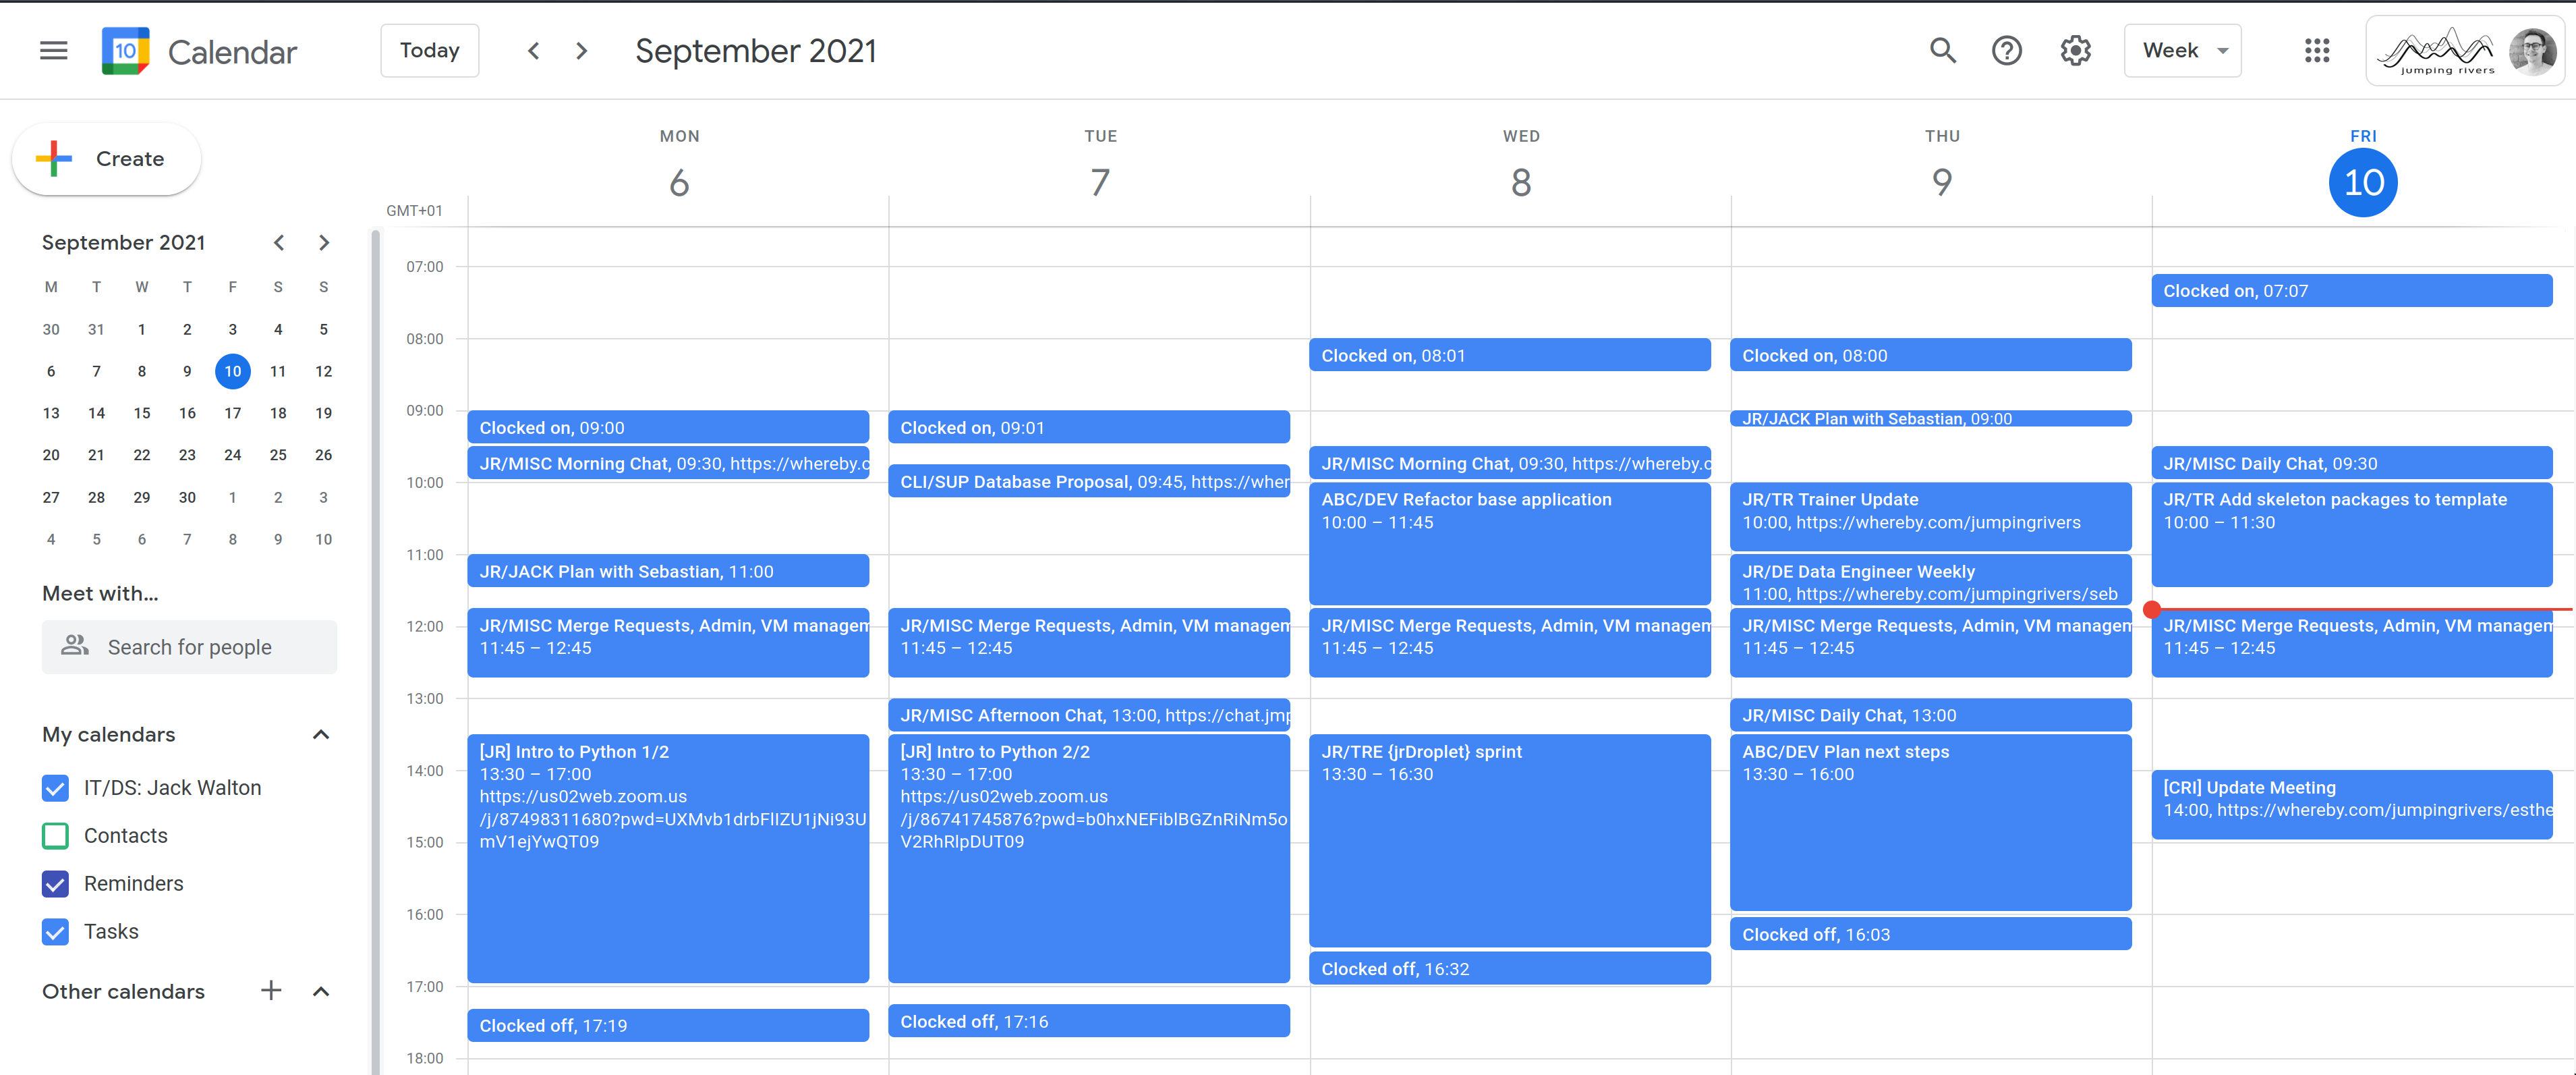 10 Calendar
Today
September 2021
Week
jumping rivers
Create
September 2021
M T W T F S S
30 31 1 2 3 4 5
6 7 8 9 10 11 12
13 14 15 16 17 18 19
20 21 22 23 24 25 26
27 28 29 30 1 2 3
4 5 6 7 8 9 10
Meet with...
Search for people
My calendars
IT/DS: Jack Walton
Contacts
Reminders
Tasks
Other calendars
GMT+01
07:00
08:00
09:00
10:00
11:00
12:00
13:00
14:00
15:00
16:00
17:00
18:00
MON
6
Clocked on, 09:00
JR/MISC Morning Chat, 09:30, https://whereby.c
JR/JACK Plan with Sebastian, 11:00
JR/MISC Merge Requests, Admin, VM managem
11:45 – 12:45
[JR] Intro to Python 1/2
13:30 – 17:00
https://us02web.zoom.us
/j/87498311680?pwd=UXMvb1drbFlIZU1jNi93U
mV1ejYwQT09
Clocked off, 17:19
TUE
7
Clocked on, 09:01
CLI/SUP Database Proposal, 09:45, https://wher
JR/MISC Merge Requests, Admin, VM managem
11:45 – 12:45
JR/MISC Afternoon Chat, 13:00, https://chat.jmp
[JR] Intro to Python 2/2
13:30 – 17:00
https://us02web.zoom.us
/j/86741745876?pwd=b0hxNEFiblBGZnRiNm5o
V2RhRlpDUT09
Clocked off, 17:16
WED
8
Clocked on, 08:01
JR/MISC Morning Chat, 09:30, https://whereby.c
ABC/DEV Refactor base application
10:00 – 11:45
JR/MISC Merge Requests, Admin, VM managem
11:45 – 12:45
JR/TRE {jrDroplet} sprint
13:30 – 16:30
Clocked off, 16:32
THU
9
Clocked on, 08:00
JR/JACK Plan with Sebastian, 09:00
JR/TR Trainer Update
10:00, https://whereby.com/jumpingrivers
JR/DE Data Engineer Weekly
11:00, https://whereby.com/jumpingrivers/seb
JR/MISC Merge Requests, Admin, VM managem
11:45 – 12:45
JR/MISC Daily Chat, 13:00
ABC/DEV Plan next steps
13:30 – 16:00
Clocked off, 16:03
FRI
10
Clocked on, 07:07
JR/MISC Daily Chat, 09:30
JR/TR Add skeleton packages to template
10:00 – 11:30
JR/MISC Merge Requests, Admin, VM managem
11:45 – 12:45
[CRI] Update Meeting
14:00, https://whereby.com/jumpingrivers/esthe